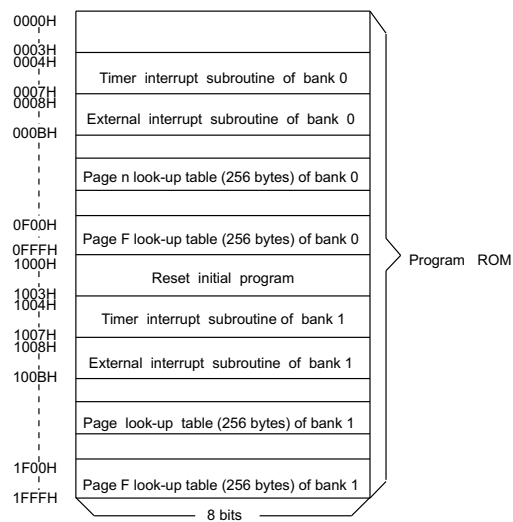 0000H
0003H
0004H
Timer interrupt subroutine of bank 0
0007H
0008H
External interrupt subroutine of bank 0
000BH
Page n look-up table (256 bytes) of bank 0
0F00H
Page F look-up table (256 bytes) of bank 0
0FFFH
1000H
Program ROM
Reset initial program
1003H
1004H
Timer interrupt subroutine of bank 1
1007H
1008H
External interrupt subroutine of bank 1
100BH
Page look-up table (256 bytes) of bank 1
1F00H
Page F look-up table (256 bytes) of bank 1
1FFFH
8 bits